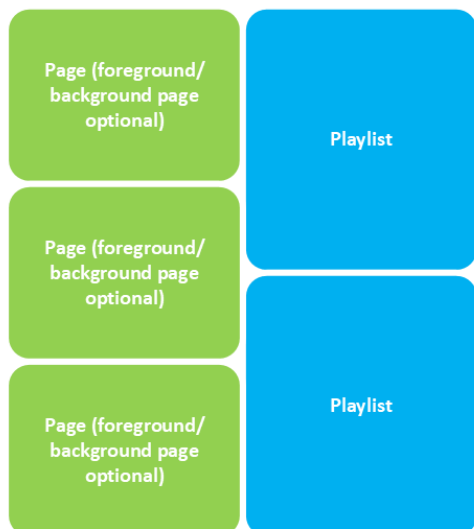 Page (foreground/
background page
optional)
Playlist
Page (foreground/
background page
optional)
Page (foreground/
background page
optional)
Playlist